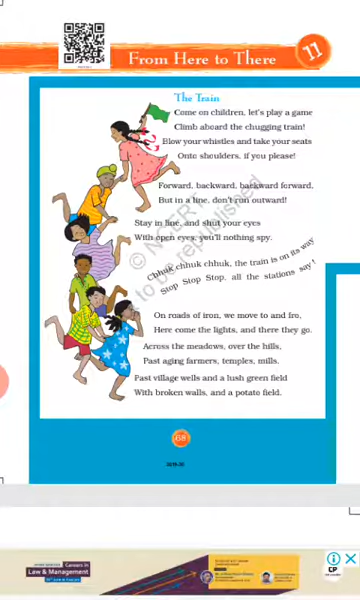 From Here to There
11
The Train
Come on children, let's play a game
Climb aboard the chugging train!
Blow your whistles and take your seats
Onto shoulders, if you please!
Forward, backward, backward forward,
But in a line, don't run outward!
Stay in line, and shut your eyes
With open eyes, you'll nothing spy.
Chhuk chhuk chhuk, the train is on its way
Stop Stop Stop, all the stations say!
On roads of iron, we move to and fro,
Here come the lights, and there they go.
Across the meadows, over the hills,
Past aging farmers, temples, mills.
Past village wells and a lush green field
With broken walls, and a potato field.
© NCERT
to be republished
68
2019-20
Careers in
Law & Management
CP